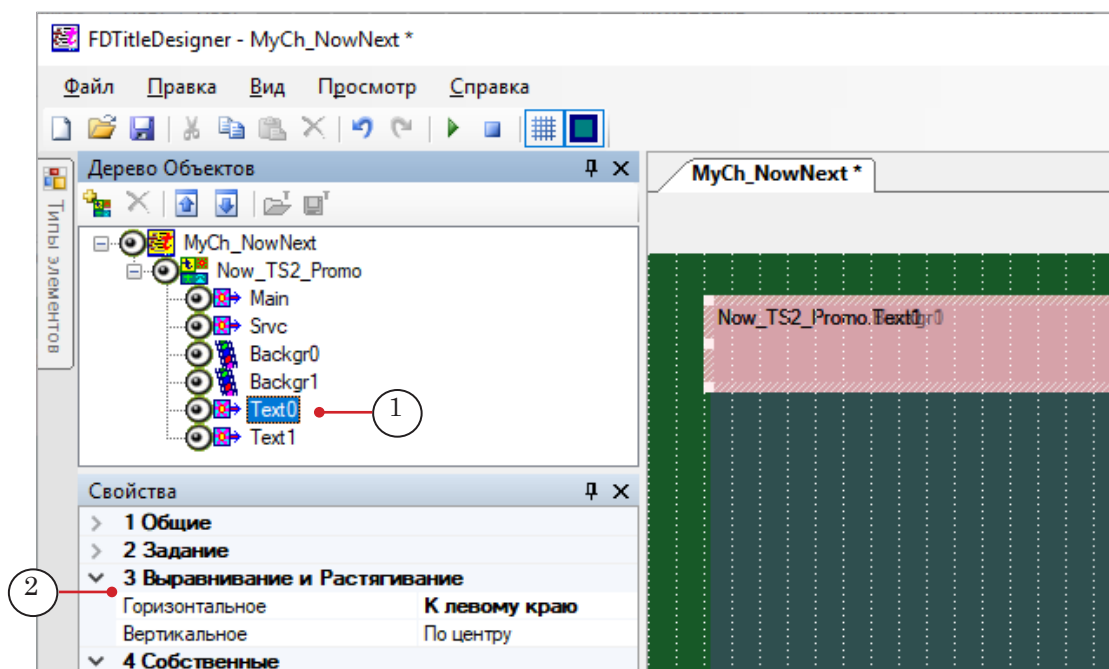 FDTitleDesigner - MyCh_NowNext *
Файл Правка Вид Просмотр Справка
Дерево Объектов
MyCh_NowNext *
Типы элементов
MyCh_NowNext
Now_TS2_Promo
Main
Srvc
Backgr0
Backgr1
Text0
1
Text1
Now_TS2_Promo.Text0
Свойства
1 Общие
2 Задание
3 Выравнивание и Растягивание
2
Горизонтальное К левому краю
Вертикальное По центру
4 Собственные